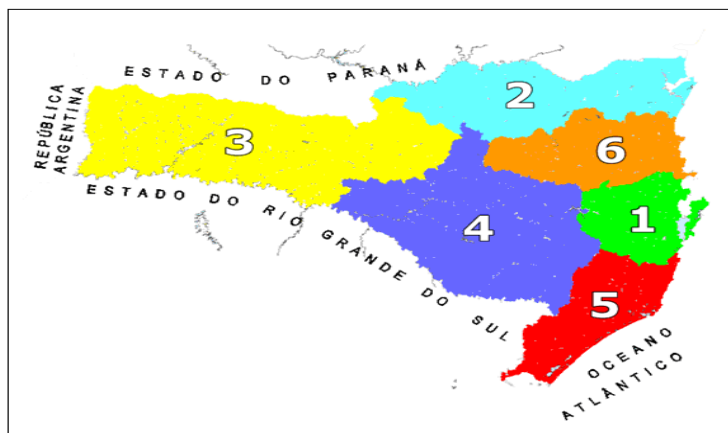 ESTADO DO PARANÁ
REPÚBLICA
ARGENTINA
2
3
6
ESTADO DO RIO GRANDE DO SUL
4
1
5
OCEANO
ATLÂNTICO